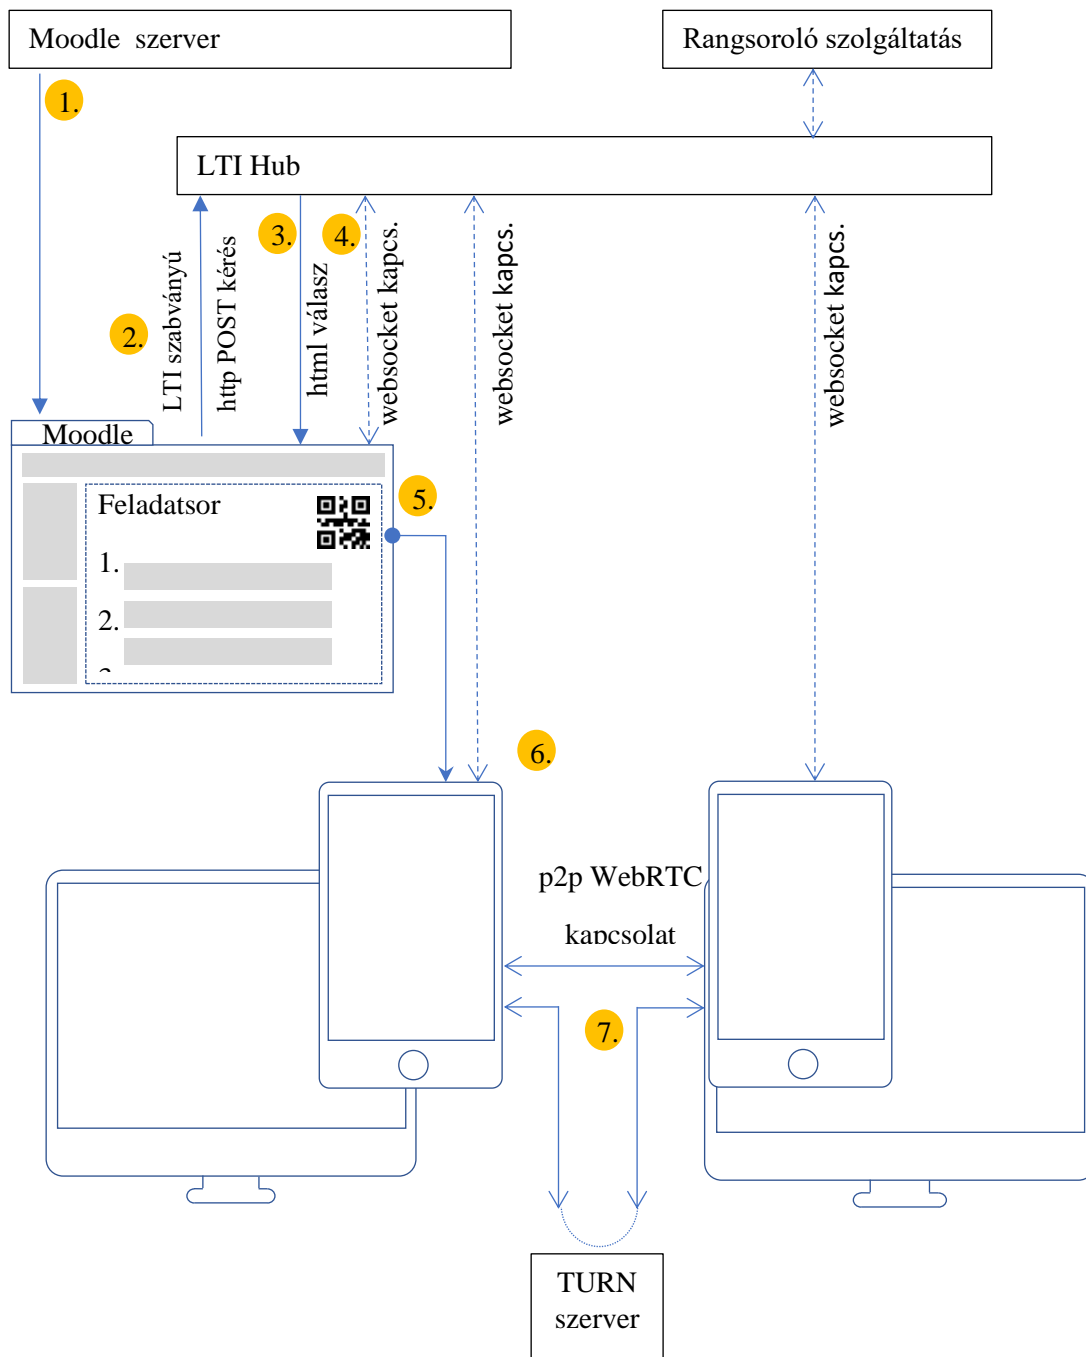 Moodle szerver
Rangsoroló szolgáltatás
1.
LTI Hub
2.
LTI szabványú
http POST kérés
3.
html válasz
4.
websocket kapcs.
websocket kapcs.
websocket kapcs.
Moodle
Feladatsor
5.
1.
2.
6.
p2p WebRTC
kapcsolat
7.
TURN
szerver